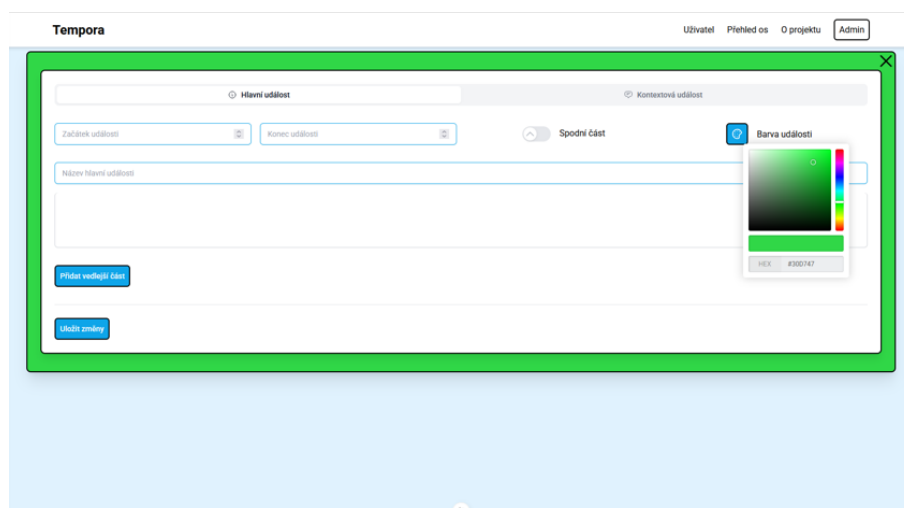 Tempora
Uživatel Přehled os O projektu Admin
Hlavní událost Kontextová událost
Začátek události Konec události Spodní část Barva události
Název hlavní události
HEX #30D747
Přidat vedlejší část
Uložit změny